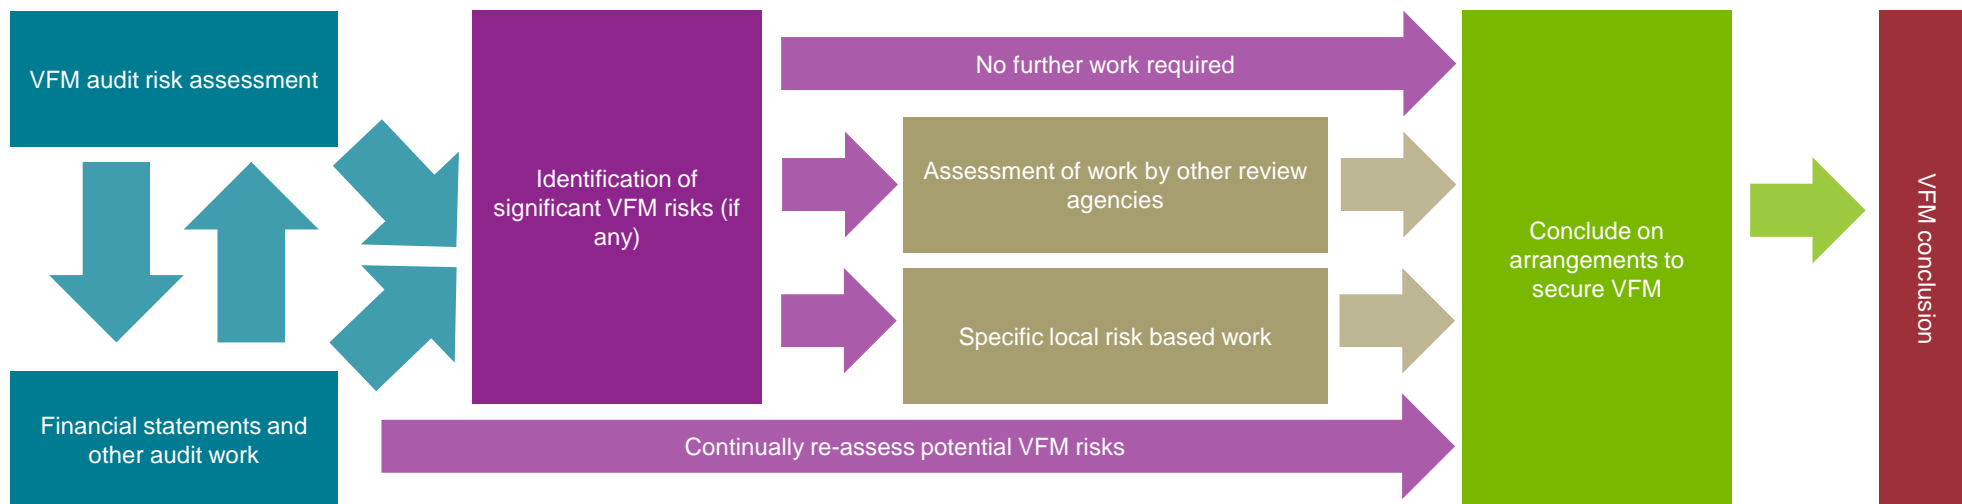 VFM audit risk assessment
Financial statements and
other audit work
Identification of
significant VFM risks (if
any)
No further work required
Assessment of work by other review
agencies
Specific local risk based work
Continually re-assess potential VFM risks
Conclude on
arrangements to
secure VFM
VFM conclusion